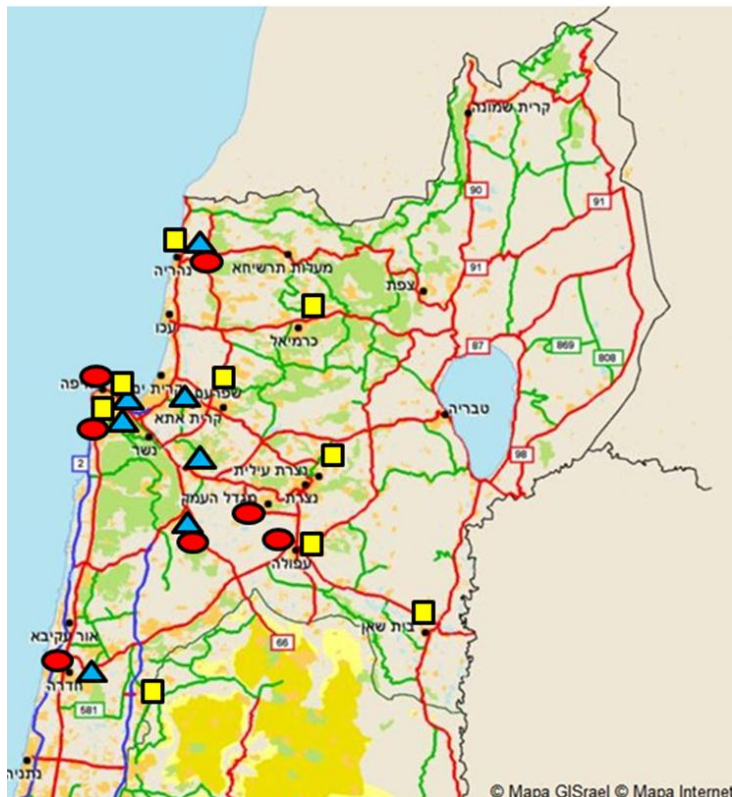 קרית שמונה
90
91
נהריה
מעלות תרשיחא
91
צפת
עכו
כרמיאל
87
869
808
קרית ים
שפרעם
טבריה
קרית אתא
נשר
2
נצרת עילית
98
נצרת
מגדל העמק
עפולה
אור עקיבא
66
בית שאן
חדרה
581
נתניה
© Mapa GISrael © Mapa Internet